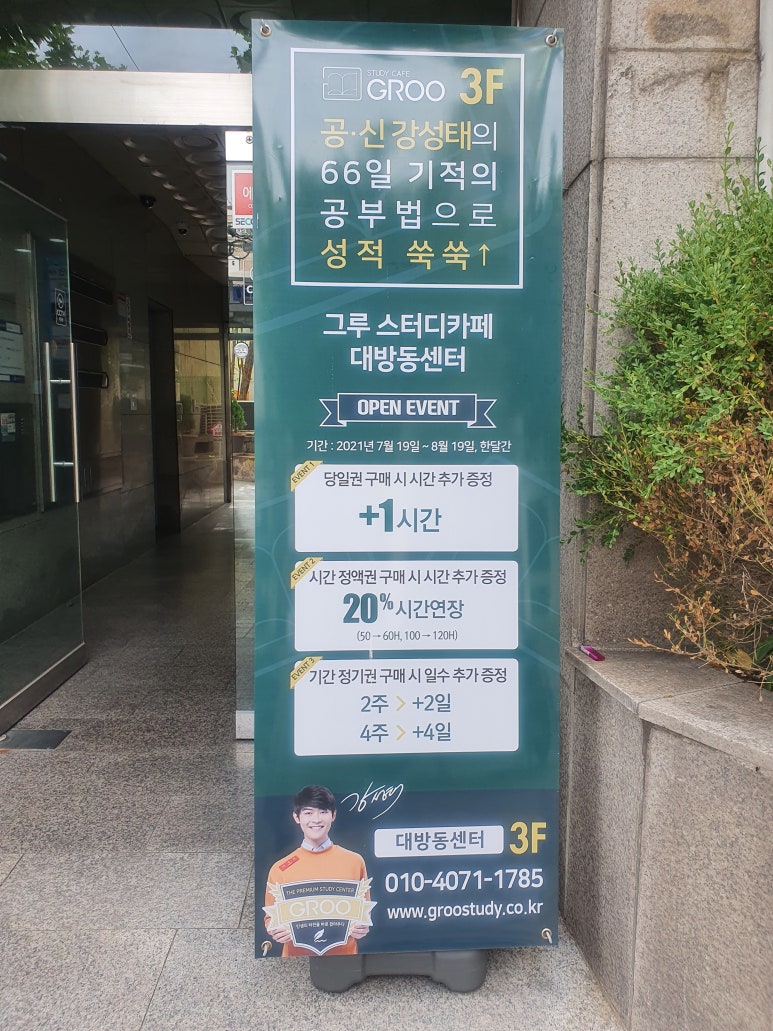 STUDY CAFE
GROO 3F
공·신 강성태의
66일 기적의
공부법으로
성적 쑥쑥↑
그루 스터디카페
대방동센터
OPEN EVENT
기간 : 2021년 7월 19일 ~ 8월 19일, 한달간
EVENT 1
당일권 구매 시 시간 추가 증정
+1시간
EVENT 2
시간 정액권 구매 시 시간 추가 증정
20% 시간연장
(50→60H, 100→120H)
EVENT 3
기간 정기권 구매 시 일수 추가 증정
2주 > +2일
4주 > +4일
강성태
대방동센터 3F
010-4071-1785
www.groostudy.co.kr
THE PREMIUM STUDY CENTER
GROO